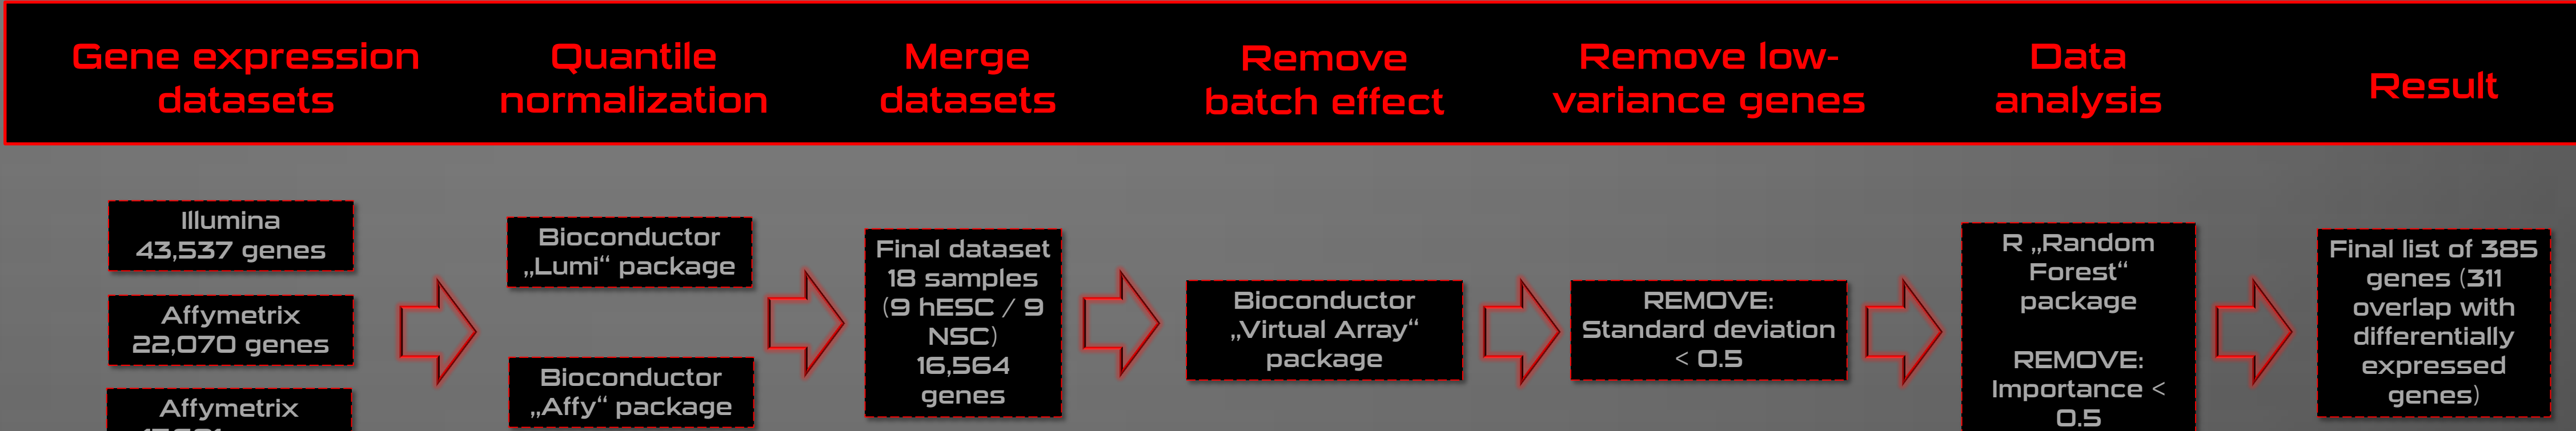 Gene expression
datasets
Quantile
normalization
Merge
datasets
Remove
batch effect
Remove low-
variance genes
Data
analysis
Result
Illumina
43,537 genes
Affymetrix
22,070 genes
Affymetrix
Bioconductor
„Lumi“ package
Bioconductor
„Affy“ package
Final dataset
18 samples
(9 hESC / 9
NSC)
16,564
genes
Bioconductor
„Virtual Array“
package
REMOVE:
Standard deviation
< 0.5
R „Random
Forest“
package
REMOVE:
Importance <
0.5
Final list of 385
genes (311
overlap with
differentially
expressed
genes)